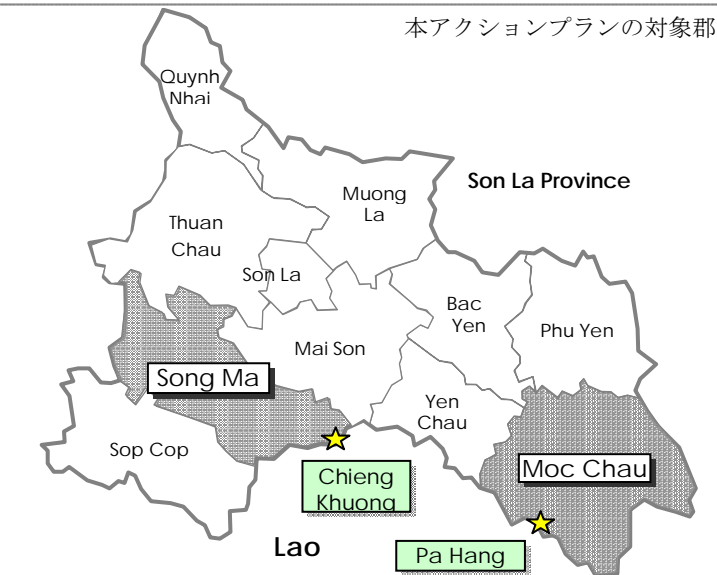 本アクションプランの対象郡
Quynh
Nhai
Son La Province
Muong
La
Thuan
Chau
Son La
Bac
Yen
Phu Yen
Mai Son
Song Ma
Yen
Chau
Sop Cop
Moc Chau
Chieng
Khuong
Lao
Pa Hang